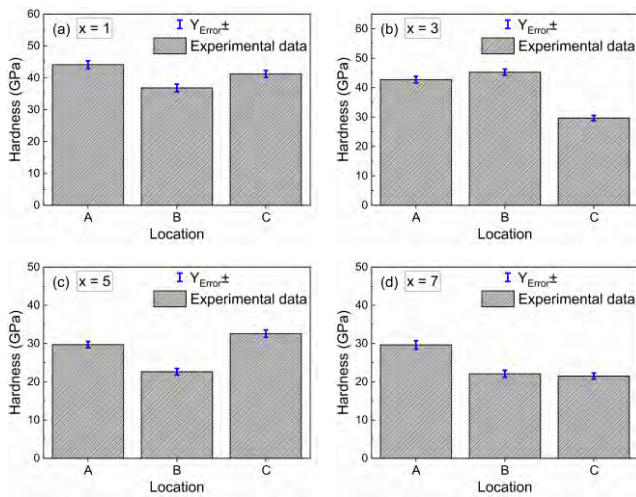 (a) x = 1
Y Error ±
Experimental data
Hardness (GPa)
60
50
40
30
20
10
0
A B C
Location
(b) x = 3
Y Error ±
Experimental data
Hardness (GPa)
60
50
40
30
20
10
0
A B C
Location
(c) x = 5
Y Error ±
Experimental data
Hardness (GPa)
50
40
30
20
10
0
A B C
Location
(d) x = 7
Y Error ±
Experimental data
Hardness (GPa)
50
40
30
20
10
0
A B C
Location